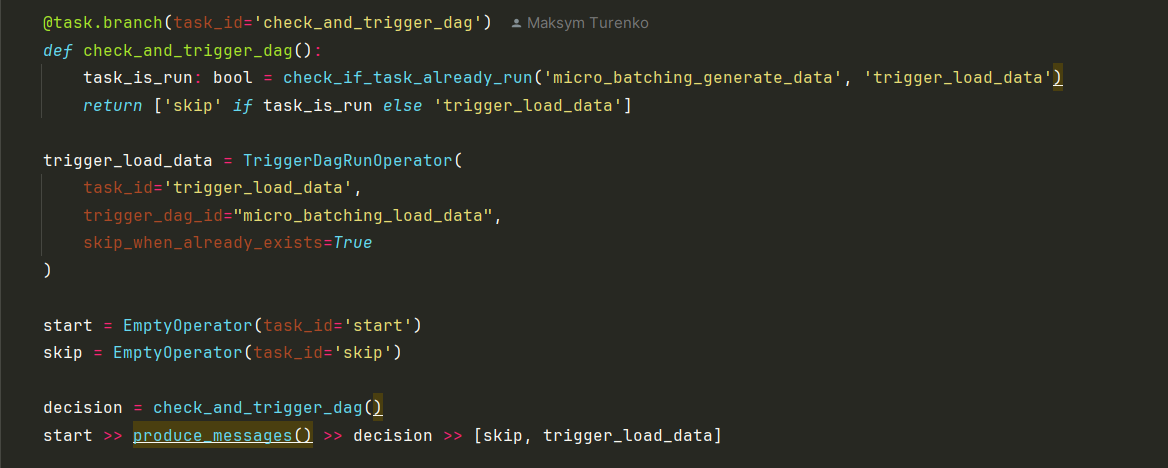 @task.branch(task_id='check_and_trigger_dag') Maksym Turenko
def check_and_trigger_dag():
    task_is_run: bool = check_if_task_already_run('micro_batching_generate_data', 'trigger_load_data')
    return ['skip' if task_is_run else 'trigger_load_data']
trigger_load_data = TriggerDagRunOperator(
    task_id='trigger_load_data',
    trigger_dag_id="micro_batching_load_data",
    skip_when_already_exists=True
)
start = EmptyOperator(task_id='start')
skip = EmptyOperator(task_id='skip')
decision = check_and_trigger_dag()
start >> produce_messages() >> decision >> [skip, trigger_load_data]